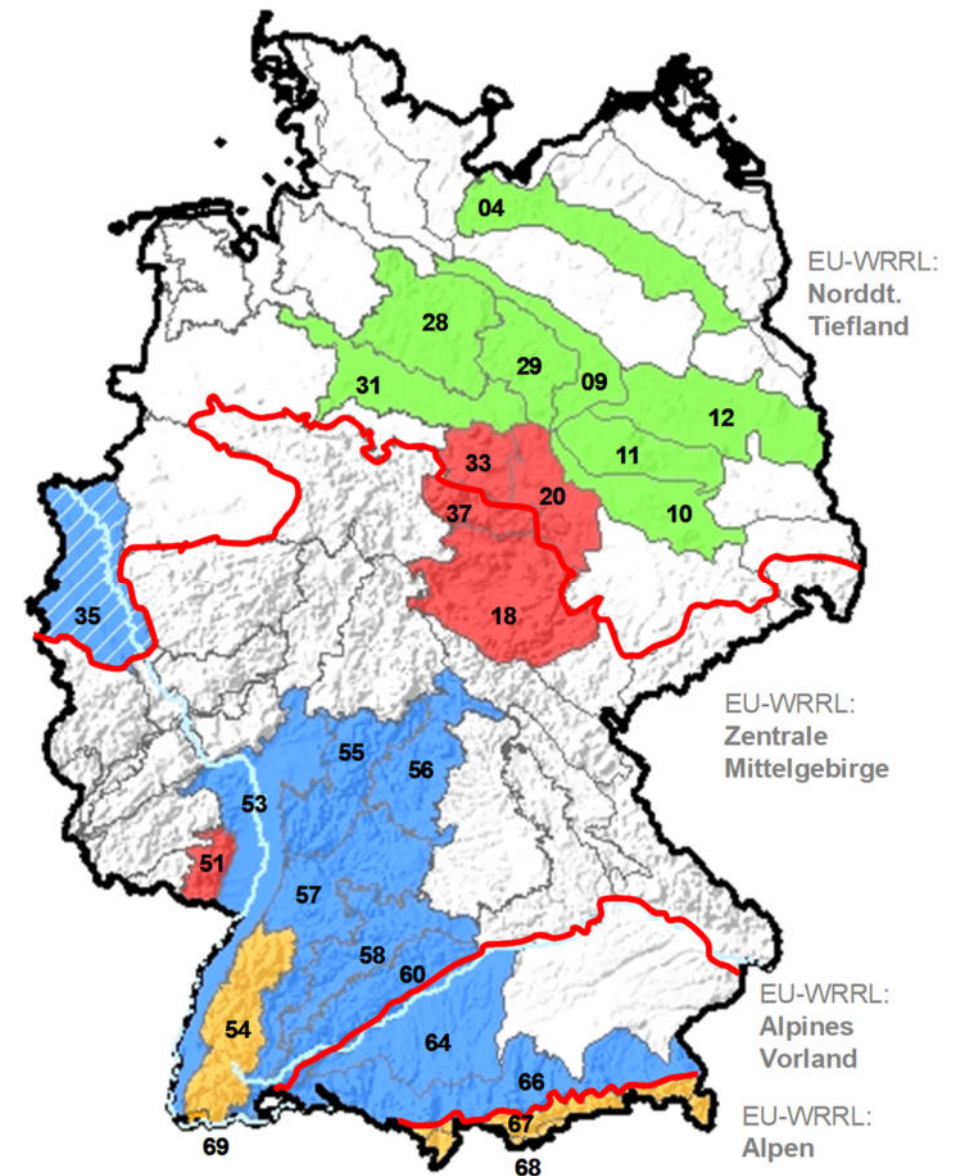 04
EU-WRRL:
Norddt.
Tiefland
28
29
09
31
12
11
33
20
10
37
35
18
EU-WRRL:
Zentrale
Mittelgebirge
55
56
53
51
57
58
60
EU-WRRL:
Alpines
Vorland
54
64
66
67
EU-WRRL:
Alpen
69
68